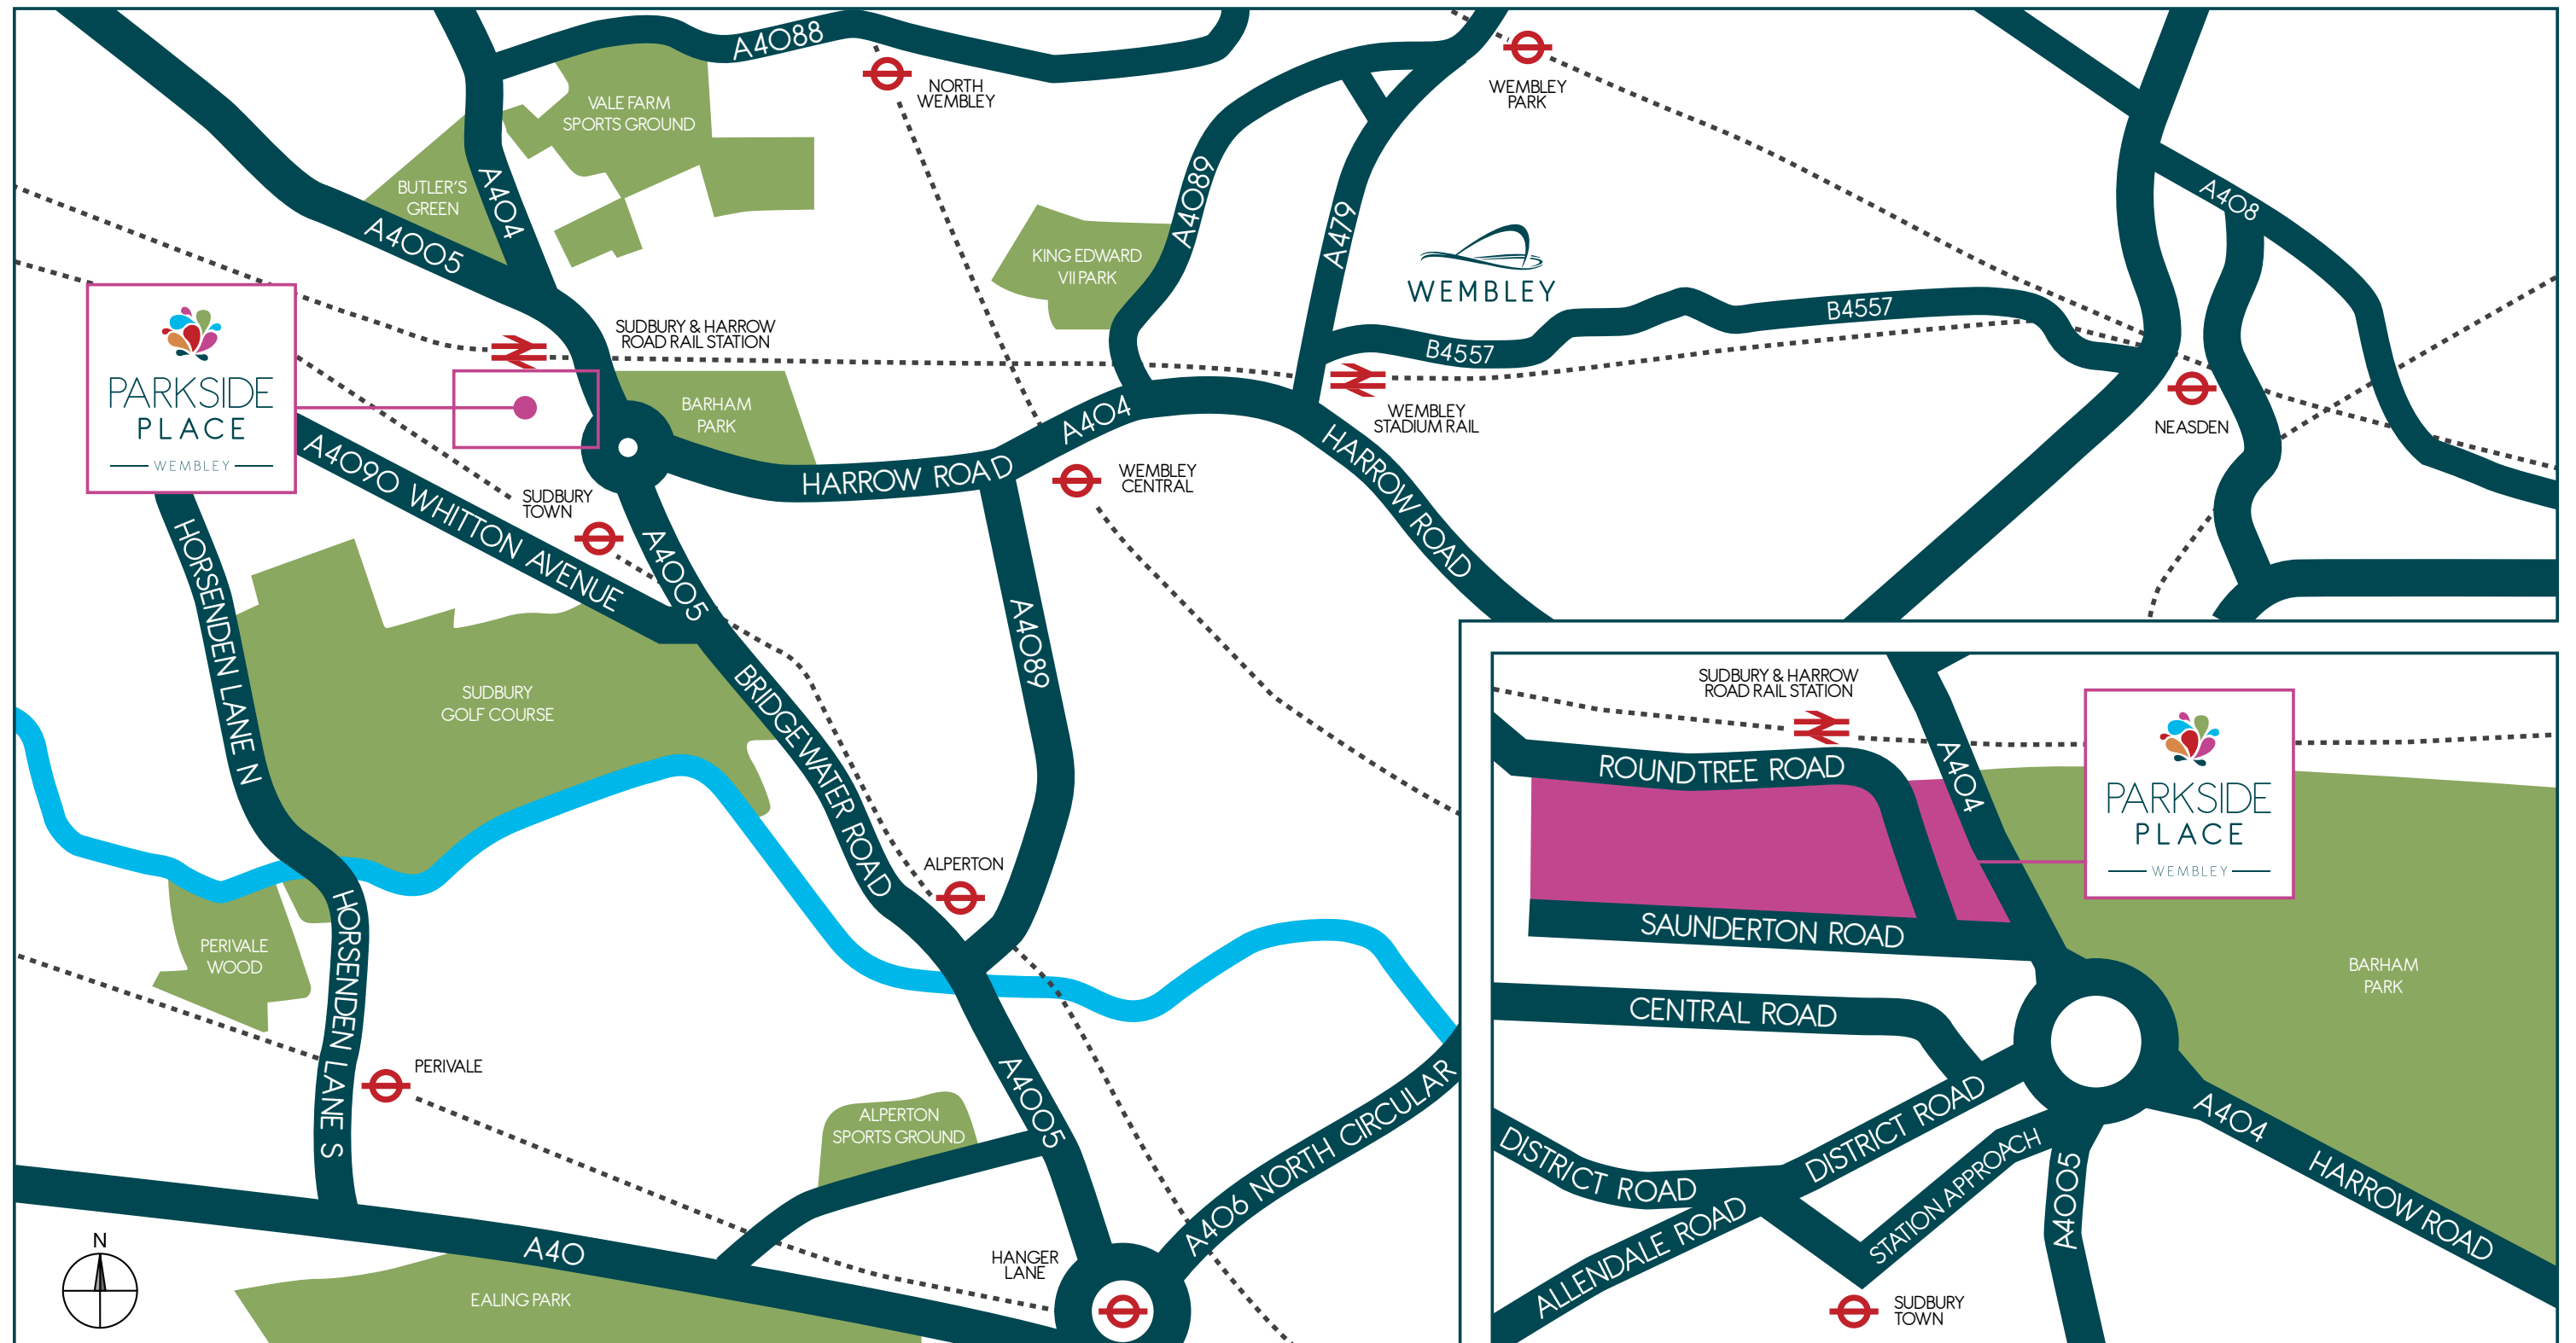 A4088
NORTH
WEMBLEY
WEMBLEY
PARK
VALE FARM
SPORTS GROUND
BUTLER'S
GREEN
A404
A4005
A4089
A479
A408
KING EDWARD
VII PARK
WEMBLEY
B4557
B4557
SUDBURY & HARROW
ROAD RAIL STATION
PARKSIDE
PLACE
WEMBLEY
BARHAM
PARK
A404
HARROW ROAD
WEMBLEY
STADIUM RAIL
HARROW ROAD
NEASDEN
WEMBLEY
CENTRAL
A4090 WHITTON AVENUE
SUDBURY
TOWN
A4005
HORSENDEN LANE N
A4089
SUDBURY
GOLF COURSE
BRIDGEWATER ROAD
ALPERTON
PERIVALE
WOOD
HORSENDEN LANE S
PERIVALE
A4005
ALPERTON
SPORTS GROUND
A406 NORTH CIRCULAR
HANGER
LANE
N
A40
EALING PARK
SUDBURY & HARROW
ROAD RAIL STATION
ROUNDTREE ROAD
A404
PARKSIDE
PLACE
WEMBLEY
SAUNDERTON ROAD
BARHAM
PARK
CENTRAL ROAD
DISTRICT ROAD
DISTRICT ROAD
STATION APPROACH
A4005
A404
HARROW ROAD
ALLENDALE ROAD
SUDBURY
TOWN